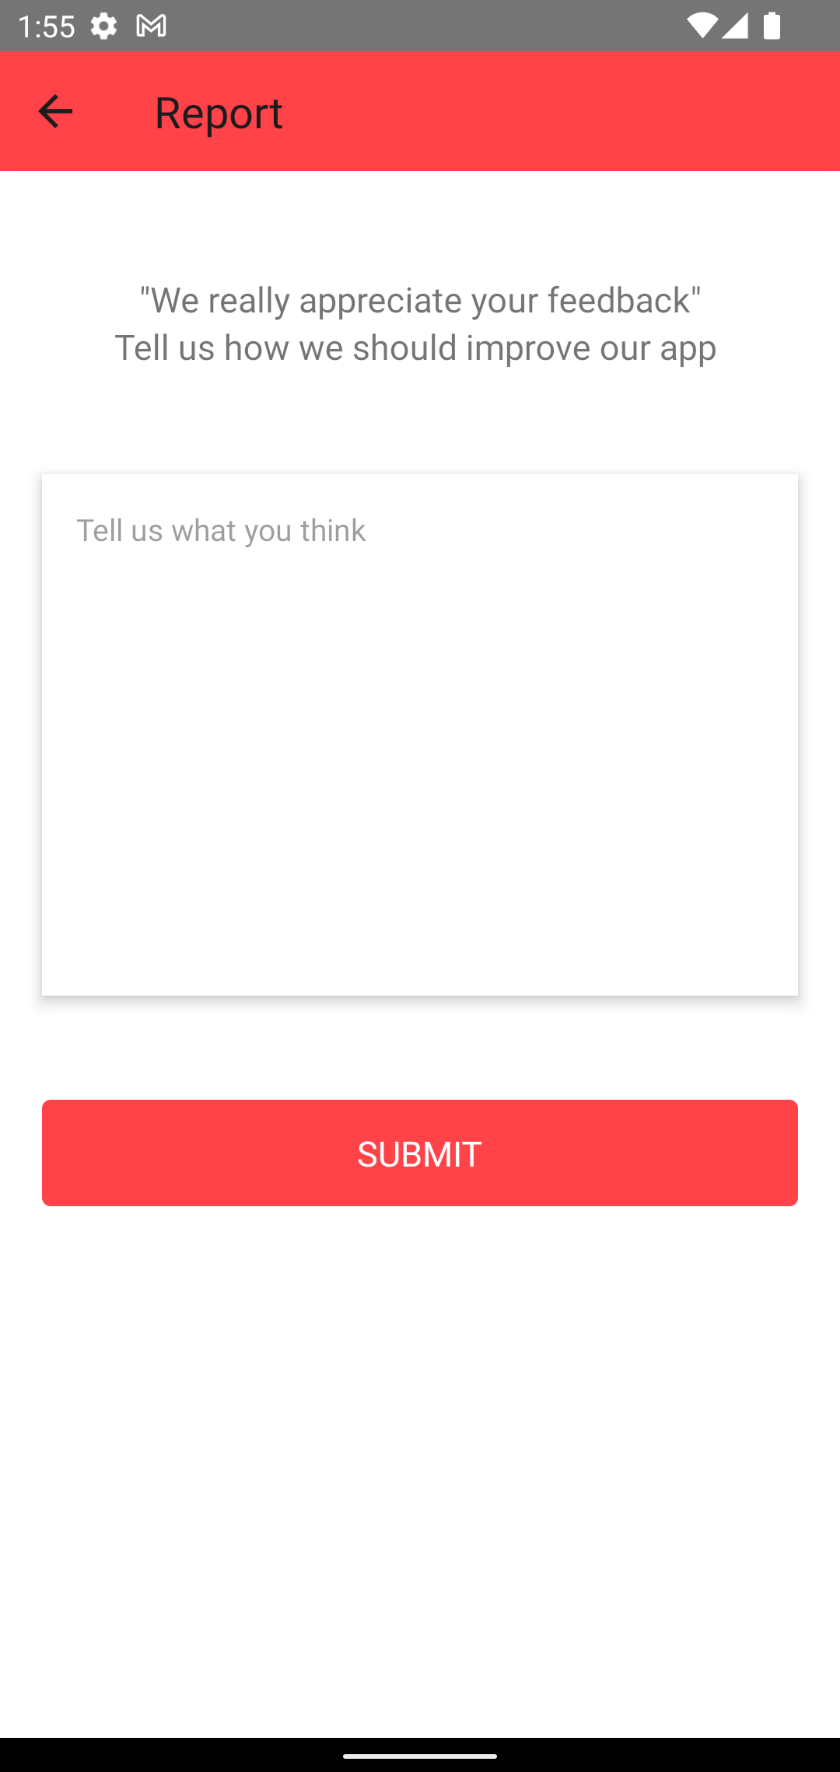 1:55
Report
"We really appreciate your feedback"
Tell us how we should improve our app
Tell us what you think
SUBMIT